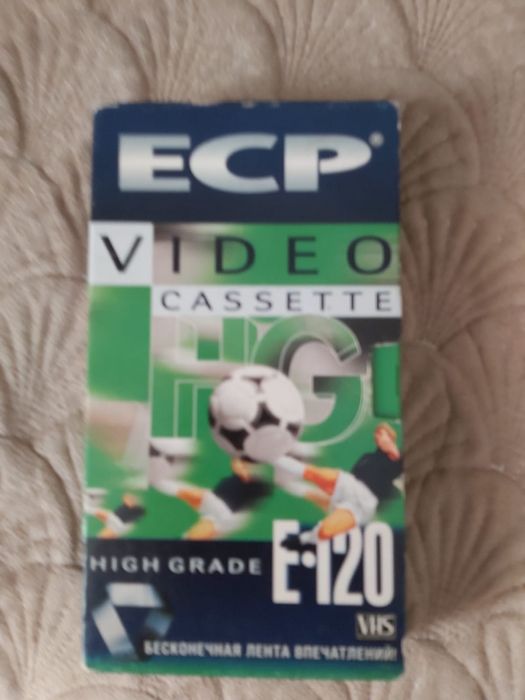 ECP®
VIDEO
CASSETTE
HG
HIGH GRADE E-120
VHS
БЕСКОНЕЧНАЯ ЛЕНТА ВПЕЧАТЛЕНИЙ!